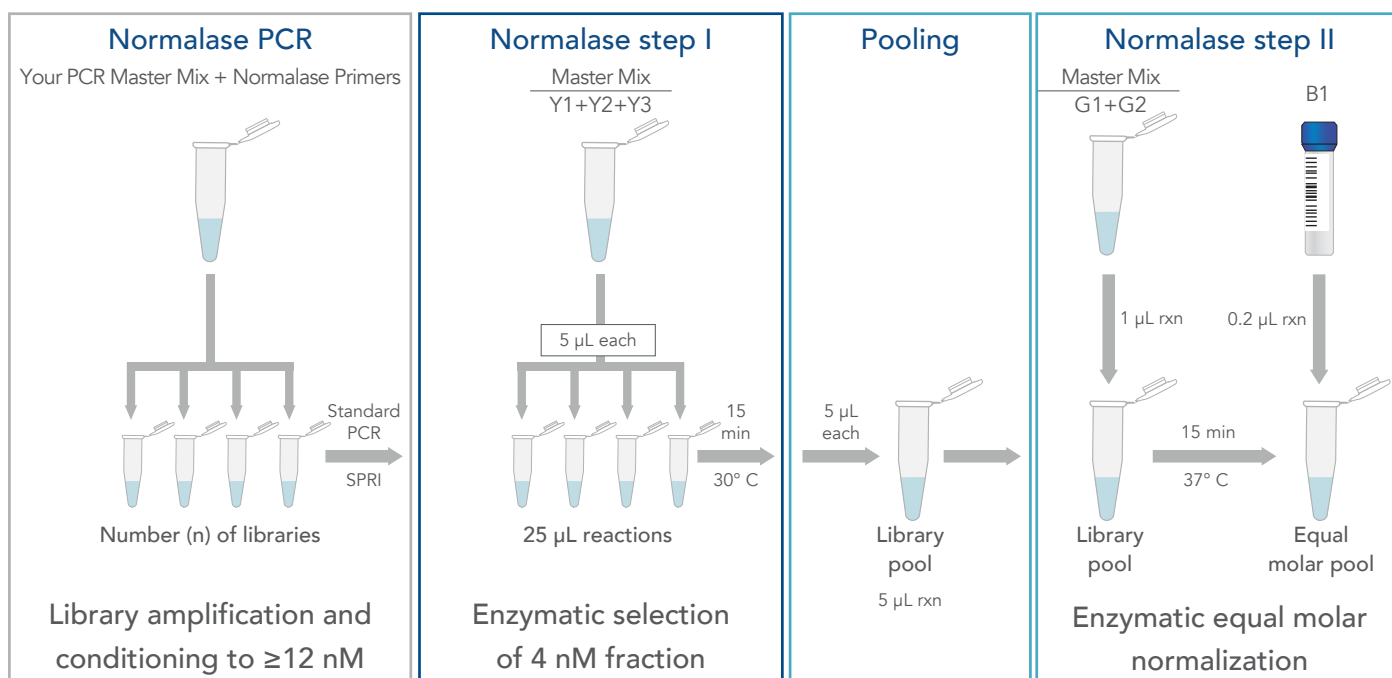 Normalase PCR
Your PCR Master Mix + Normalase Primers
Standard
PCR
SPRI
Number (n) of libraries
Library amplification and
conditioning to ≥12 nM
Normalase step I
Master Mix
Y1+Y2+Y3
5 µL each
15
min
30° C
25 µL reactions
Enzymatic selection
of 4 nM fraction
Pooling
5 µL
each
Library
pool
5 µL rxn
Normalase step II
Master Mix
G1+G2
B1
1 µL rxn
0.2 µL rxn
15 min
37° C
Library
pool
Equal
molar pool
Enzymatic equal molar
normalization